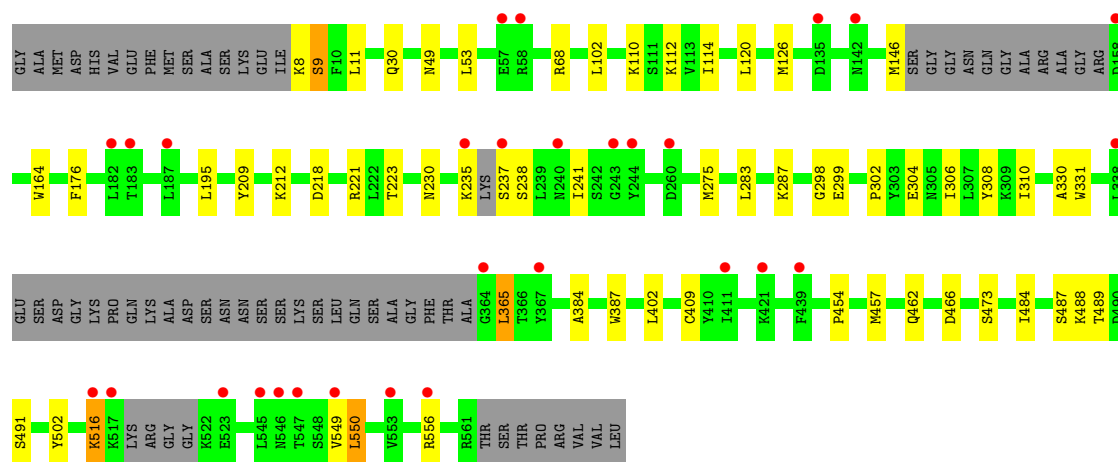 GLY ALA MET ASP HIS VAL GLU PHE MET SER ALA SER LYS GLU ILE K8 S9 F10 L11 Q30 N49 L53 E57 R58 R68 L102 K110 S111 K112 V113 I114 L120 M126 D135 N142 M146 SER GLY GLY ASN GLN GLY ALA ARG ALA GLY ARG D158
W164 F176 L182 T183 L187 L195 Y209 K212 D218 R221 L222 T223 N230 K235 LYS S237 S238 L239 N240 I241 S242 G243 Y244 D260 M275 L283 K287 G298 E299 P302 Y303 E304 N305 I306 L307 Y308 K309 I310 A330 W331 L338
GLU SER ASP GLY LYS PRO GLN LYS ALA ASP SER ASN ASN SER SER LYS SER LEU GLN SER ALA GLY PHE THR ALA G364 L365 T366 Y367 A384 W387 L402 C409 Y410 I411 K421 F439 P454 M457 Q462 D466 S473 I484 S487 K488 T489 D490
S491 Y502 K516 K517 LYS ARG GLY GLY K522 E523 L545 N546 T547 S548 V549 L550 V553 R556 R561 THR SER THR PRO ARG VAL VAL LEU